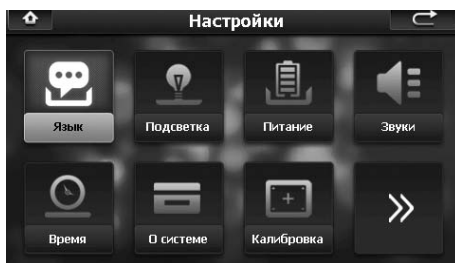 Настройки
Язык
Подсветка
Питание
Звуки
Время
О системе
Калибровка